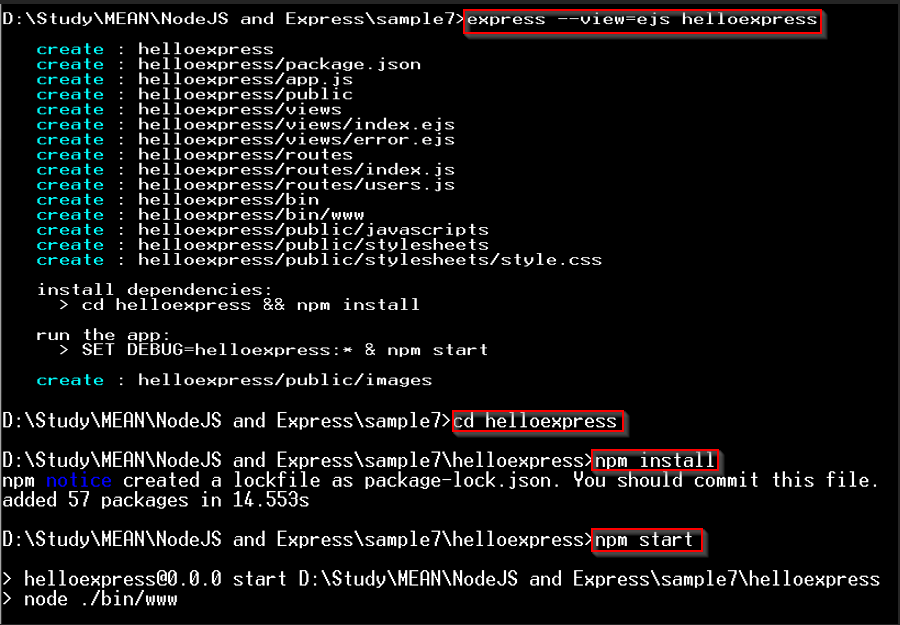 D:\Study\MEAN\NodeJS and Express\sample7>express --view=ejs helloexpress
create : helloexpress
create : helloexpress/package.json
create : helloexpress/app.js
create : helloexpress/public
create : helloexpress/views
create : helloexpress/views/index.ejs
create : helloexpress/views/error.ejs
create : helloexpress/routes
create : helloexpress/routes/index.js
create : helloexpress/routes/users.js
create : helloexpress/bin
create : helloexpress/bin/www
create : helloexpress/public/javascripts
create : helloexpress/public/stylesheets
create : helloexpress/public/stylesheets/style.css
install dependencies:
> cd helloexpress && npm install
run the app:
> SET DEBUG=helloexpress:* & npm start
create : helloexpress/public/images
D:\Study\MEAN\NodeJS and Express\sample7>cd helloexpress
D:\Study\MEAN\NodeJS and Express\sample7\helloexpress>npm install
npm notice created a lockfile as package-lock.json. You should commit this file.
added 57 packages in 14.553s
D:\Study\MEAN\NodeJS and Express\sample7\helloexpress>npm start
> helloexpress@0.0.0 start D:\Study\MEAN\NodeJS and Express\sample7\helloexpress
> node ./bin/www